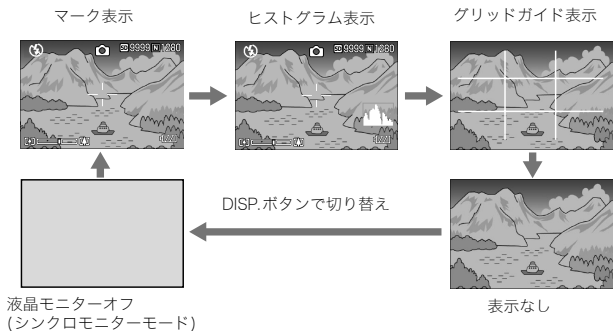 マーク表示
ヒストグラム表示
グリッドガイド表示
9999 N 1280
9999 N 1280
DISP.ボタンで切り替え
液晶モニターオフ
(シンクロモニターモード)
表示なし